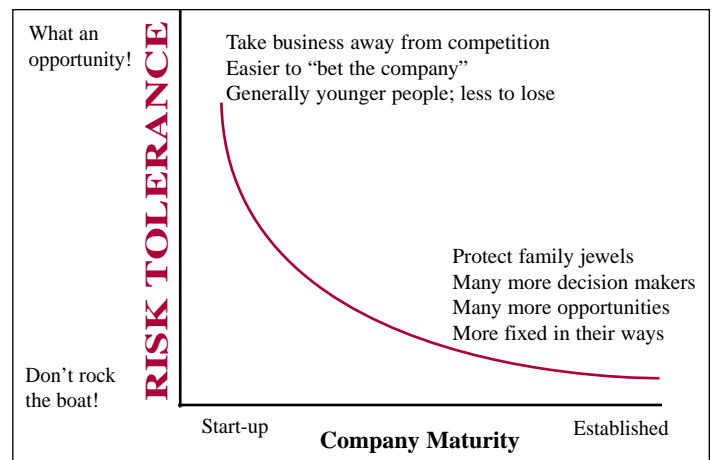 What an
opportunity!
RISK TOLERANCE
Take business away from competition
Easier to “bet the company”
Generally younger people; less to lose
Protect family jewels
Many more decision makers
Many more opportunities
More fixed in their ways
Don’t rock
the boat!
Start-up
Company Maturity
Established